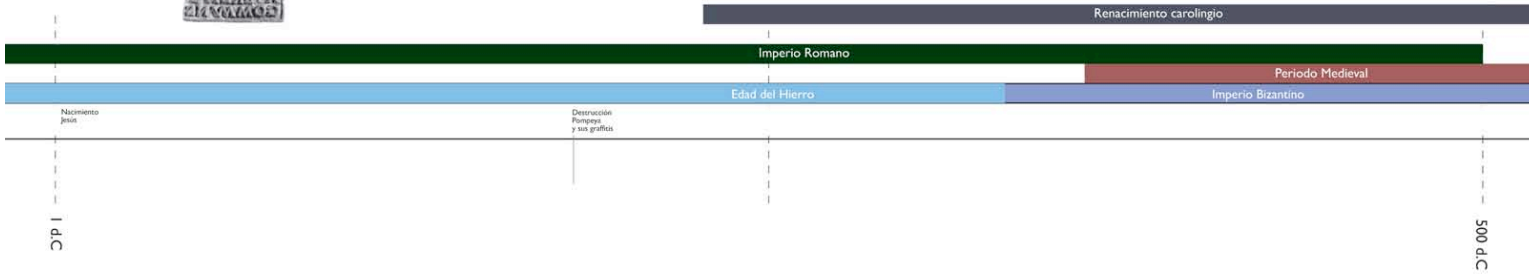 Renacimiento carolingio
Imperio Romano
Periodo Medieval
Edad del Hierro
Imperio Bizantino
Nacimiento
Jesús
Destrucción
Pompeya
y sus graffitis
1 d.C
500 d.C